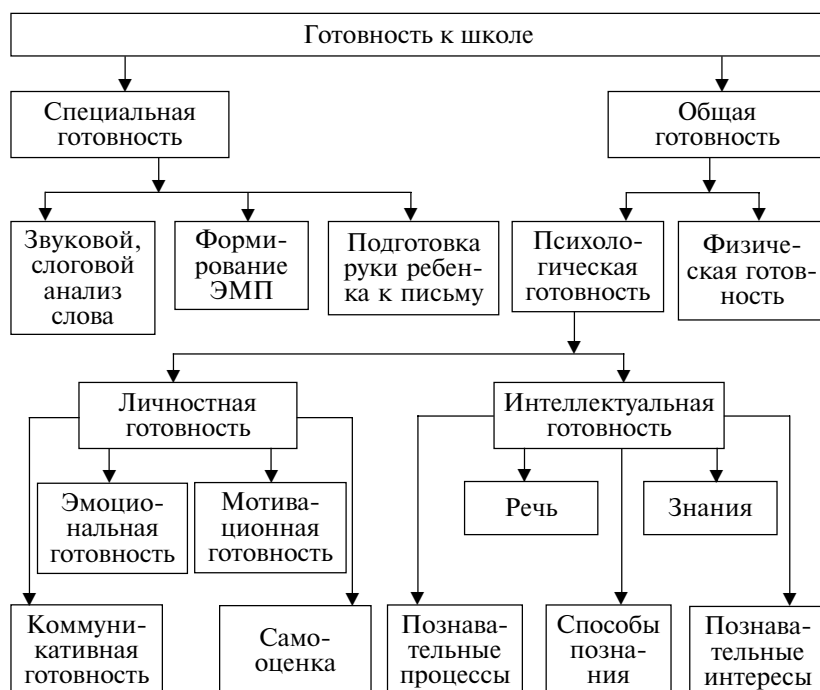 Готовность к школе
Специальная
готовность
Общая
готовность
Звуковой,
слоговой
анализ
слова
Форми-
рование
ЭМП
Подготовка
руки ребен-
ка к письму
Психоло-
гическая
готовность
Физиче-
ская готов-
ность
Личностная
готовность
Интеллектуальная
готовность
Эмоцио-
нальная
готовность
Мотива-
ционная
готовность
Речь
Знания
Коммуни-
кативная
готовность
Само-
оценка
Познава-
тельные
процессы
Способы
позна-
ния
Познава-
тельные
интересы